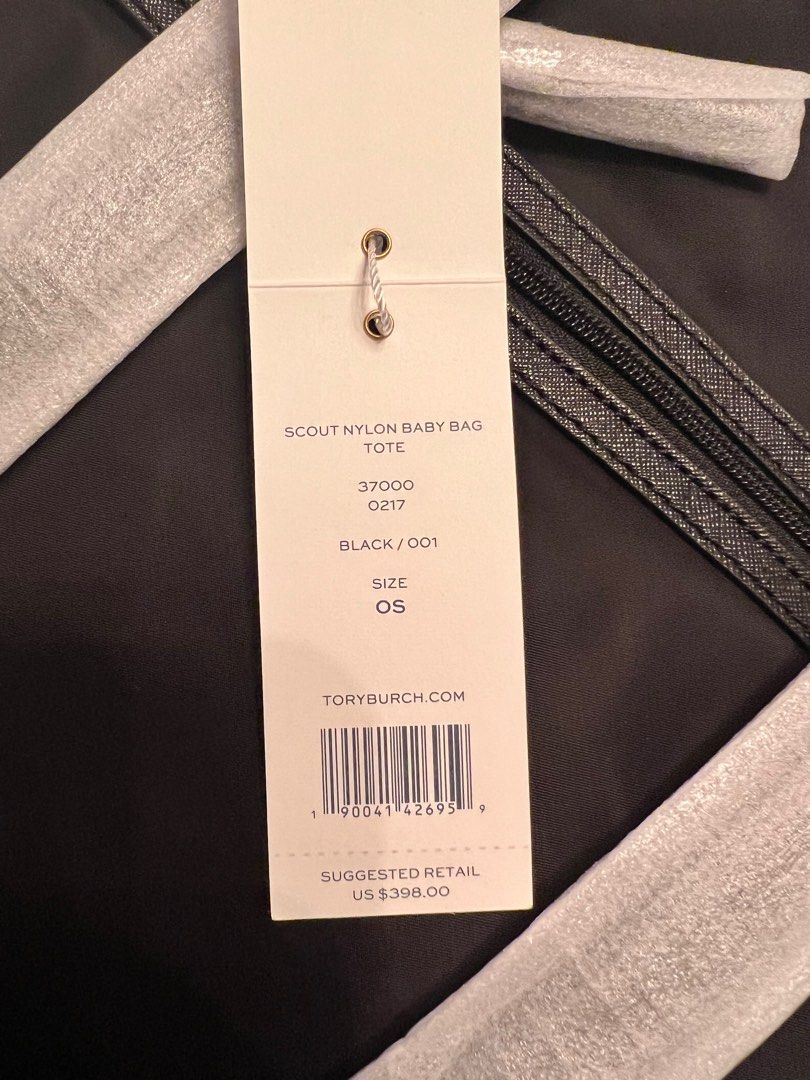 SCOUT NYLON BABY BAG
TOTE
37000
0217
BLACK / 001
SIZE
OS
TORYBURCH.COM
1 90041 42695 9
SUGGESTED RETAIL
US $398.00